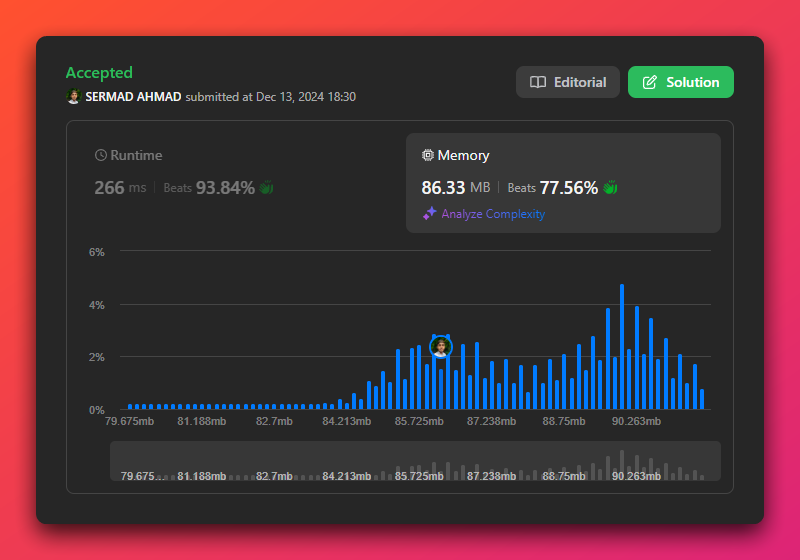 Accepted
SERMAD AHMAD submitted at Dec 13, 2024 18:30
Editorial
Solution
Runtime
266 ms | Beats 93.84%
Memory
86.33 MB | Beats 77.56%
Analyze Complexity
6%
4%
2%
0%
79.675mb 81.188mb 82.7mb 84.213mb 85.725mb 87.238mb 88.75mb 90.263mb
79.675... 81.188mb 82.7mb 84.213mb 85.725mb 87.238mb 88.75mb 90.263mb